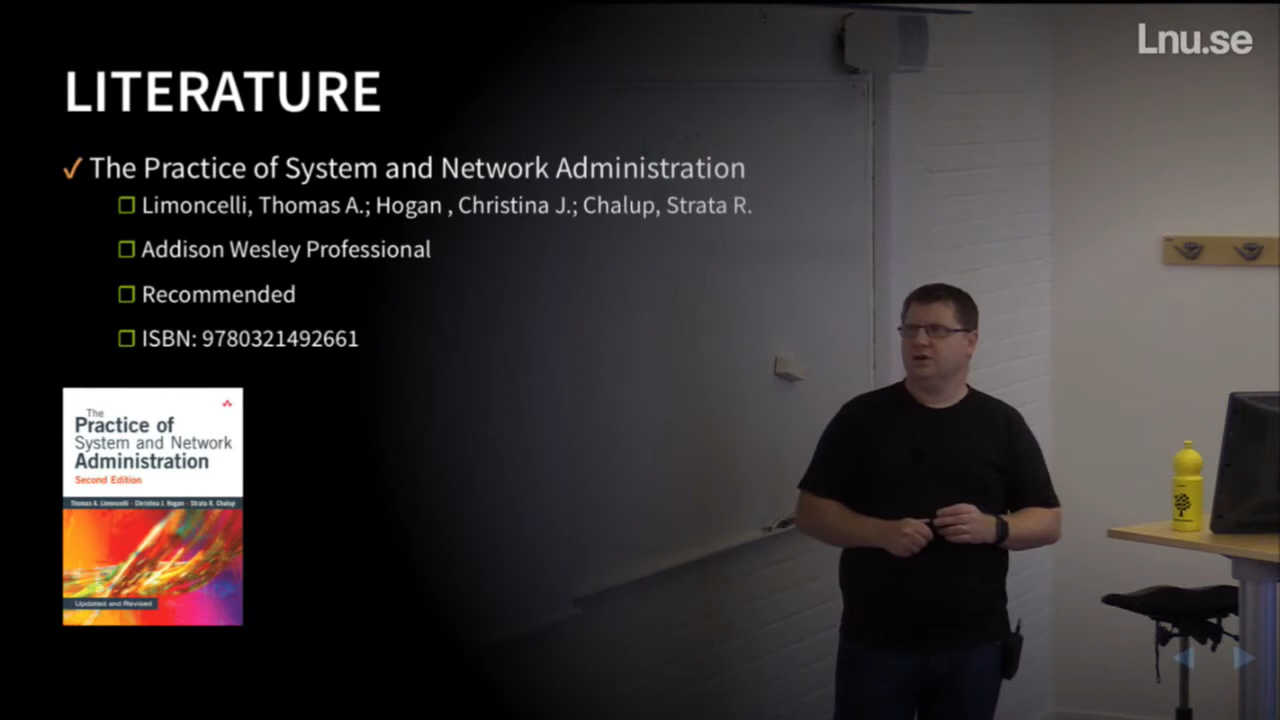 Lnu.se
LITERATURE
✓ The Practice of System and Network Administration
Limoncelli, Thomas A.; Hogan , Christina J.; Chalup, Strata R.
Addison Wesley Professional
Recommended
ISBN: 9780321492661
The
Practice of
System and Network
Administration
Second Edition
Thomas A. Limoncelli · Christina J. Hogan · Strata R. Chalup
Updated and Revised